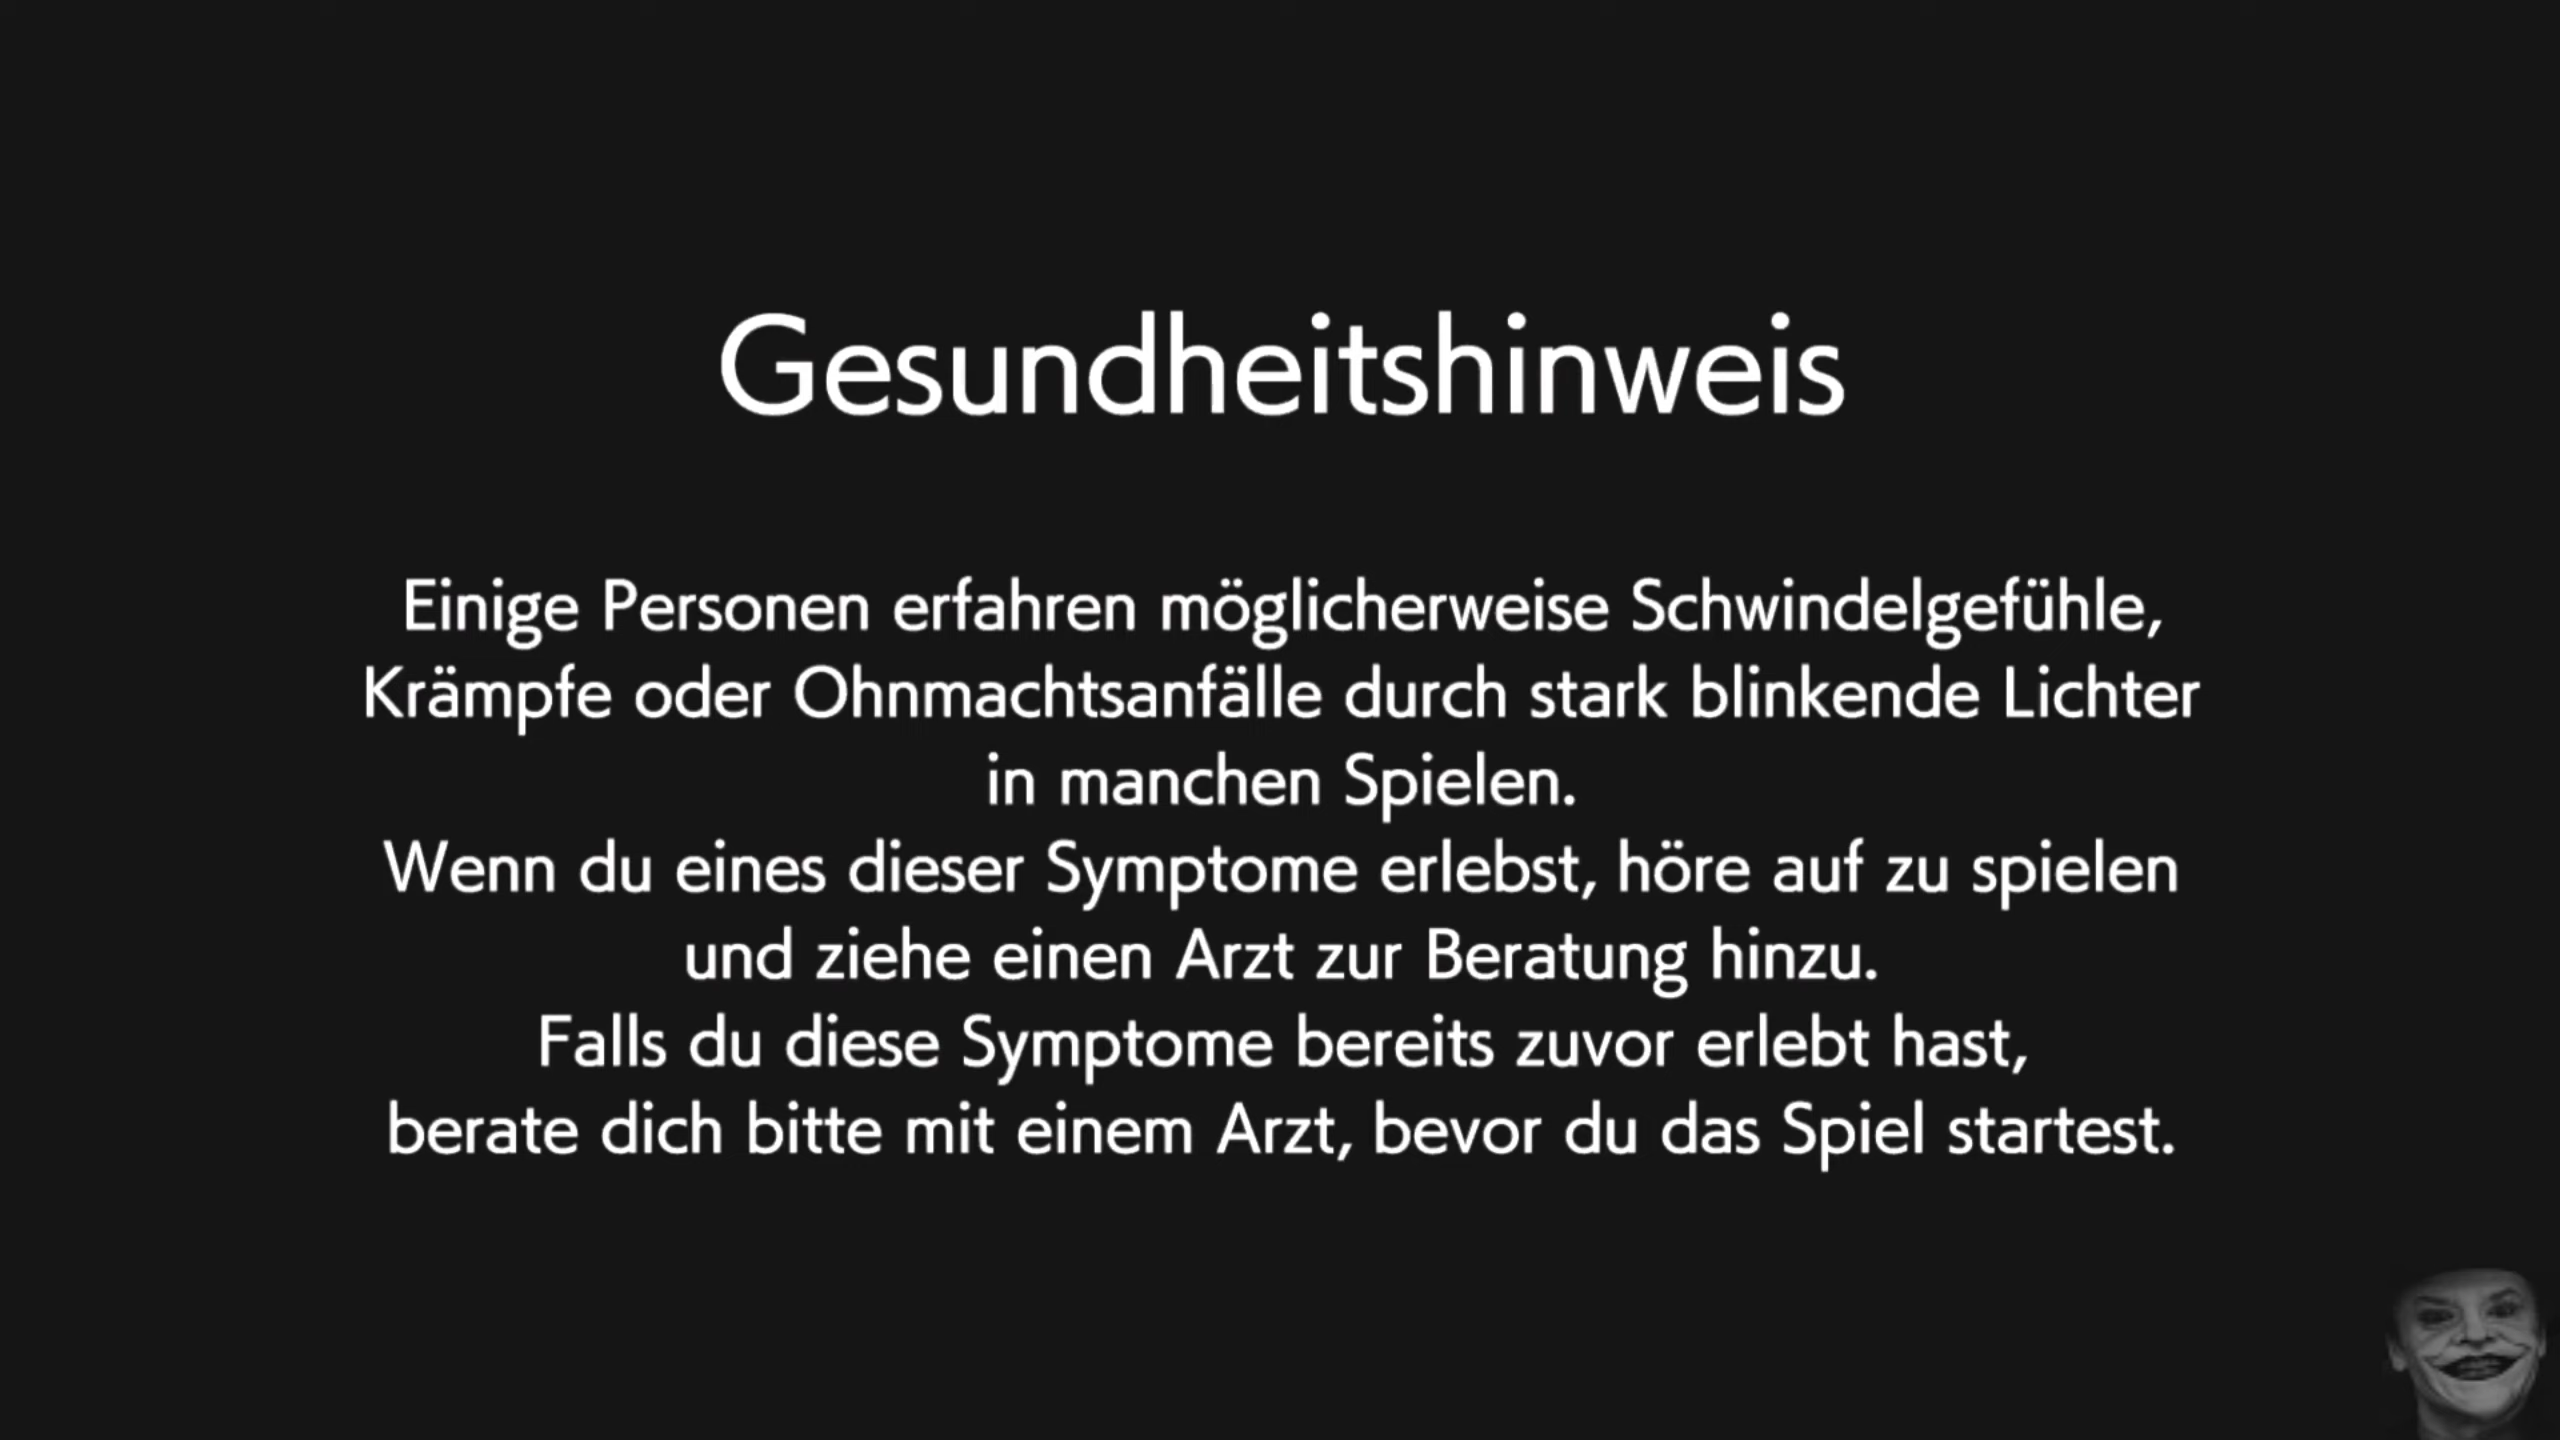 Gesundheitshinweis
Einige Personen erfahren möglicherweise Schwindelgefühle,
Krämpfe oder Ohnmachtsanfälle durch stark blinkende Lichter
in manchen Spielen.
Wenn du eines dieser Symptome erlebst, höre auf zu spielen
und ziehe einen Arzt zur Beratung hinzu.
Falls du diese Symptome bereits zuvor erlebt hast,
berate dich bitte mit einem Arzt, bevor du das Spiel startest.